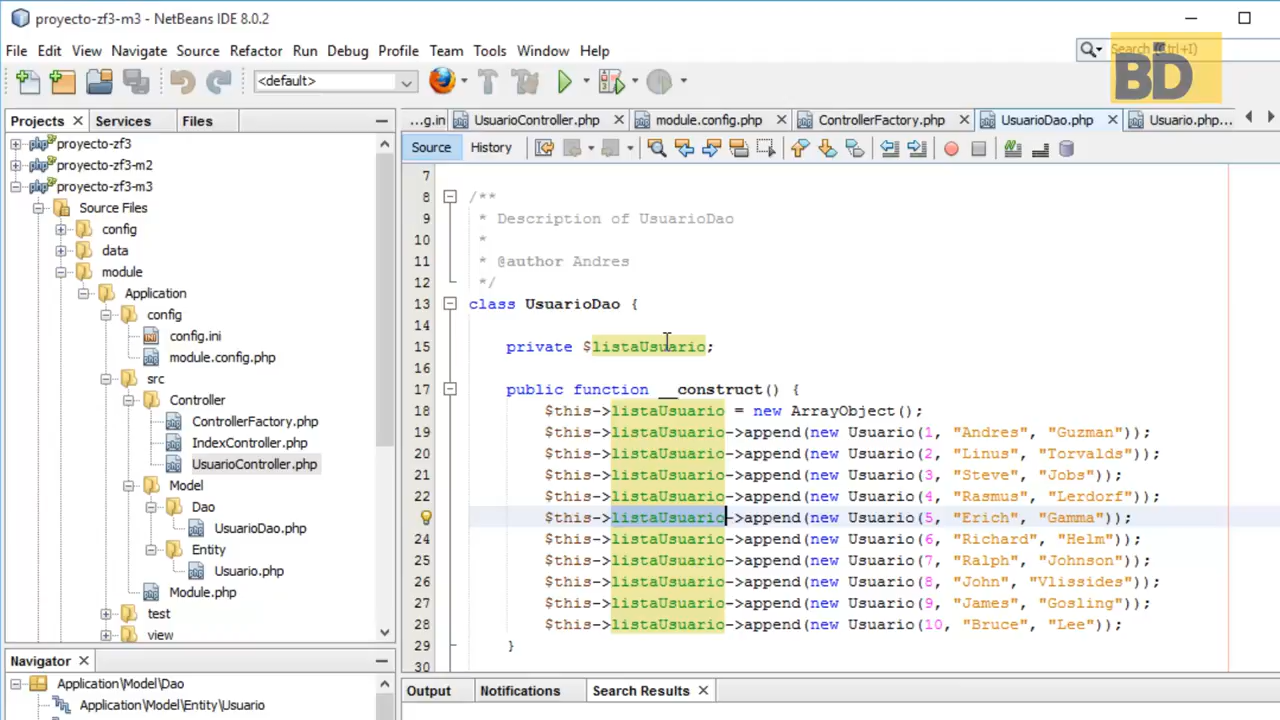 proyecto-zf3-m3 - NetBeans IDE 8.0.2
File Edit View Navigate Source Refactor Run Debug Profile Team Tools Window Help
Search (Ctrl+I)
BD
<default>
Projects Services Files
...g.in UsuarioController.php module.config.php ControllerFactory.php UsuarioDao.php Usuario.php...
Source History
proyecto-zf3
proyecto-zf3-m2
proyecto-zf3-m3
Source Files
config
data
module
Application
config
config.ini
module.config.php
src
Controller
ControllerFactory.php
IndexController.php
UsuarioController.php
Model
Dao
UsuarioDao.php
Entity
Usuario.php
Module.php
test
view
7
8 /**
9 * Description of UsuarioDao
10 *
11 * @author Andres
12 */
13 class UsuarioDao {
14
15 private $listaUsuario;
16
17 public function __construct() {
18 $this->listaUsuario = new ArrayObject();
19 $this->listaUsuario->append(new Usuario(1, "Andres", "Guzman"));
20 $this->listaUsuario->append(new Usuario(2, "Linus", "Torvalds"));
21 $this->listaUsuario->append(new Usuario(3, "Steve", "Jobs"));
22 $this->listaUsuario->append(new Usuario(4, "Rasmus", "Lerdorf"));
$this->listaUsuario->append(new Usuario(5, "Erich", "Gamma"));
24 $this->listaUsuario->append(new Usuario(6, "Richard", "Helm"));
25 $this->listaUsuario->append(new Usuario(7, "Ralph", "Johnson"));
26 $this->listaUsuario->append(new Usuario(8, "John", "Vlissides"));
27 $this->listaUsuario->append(new Usuario(9, "James", "Gosling"));
28 $this->listaUsuario->append(new Usuario(10, "Bruce", "Lee"));
29 }
30
Navigator
Application\Model\Dao
Application\Model\Entity\Usuario
Output Notifications Search Results